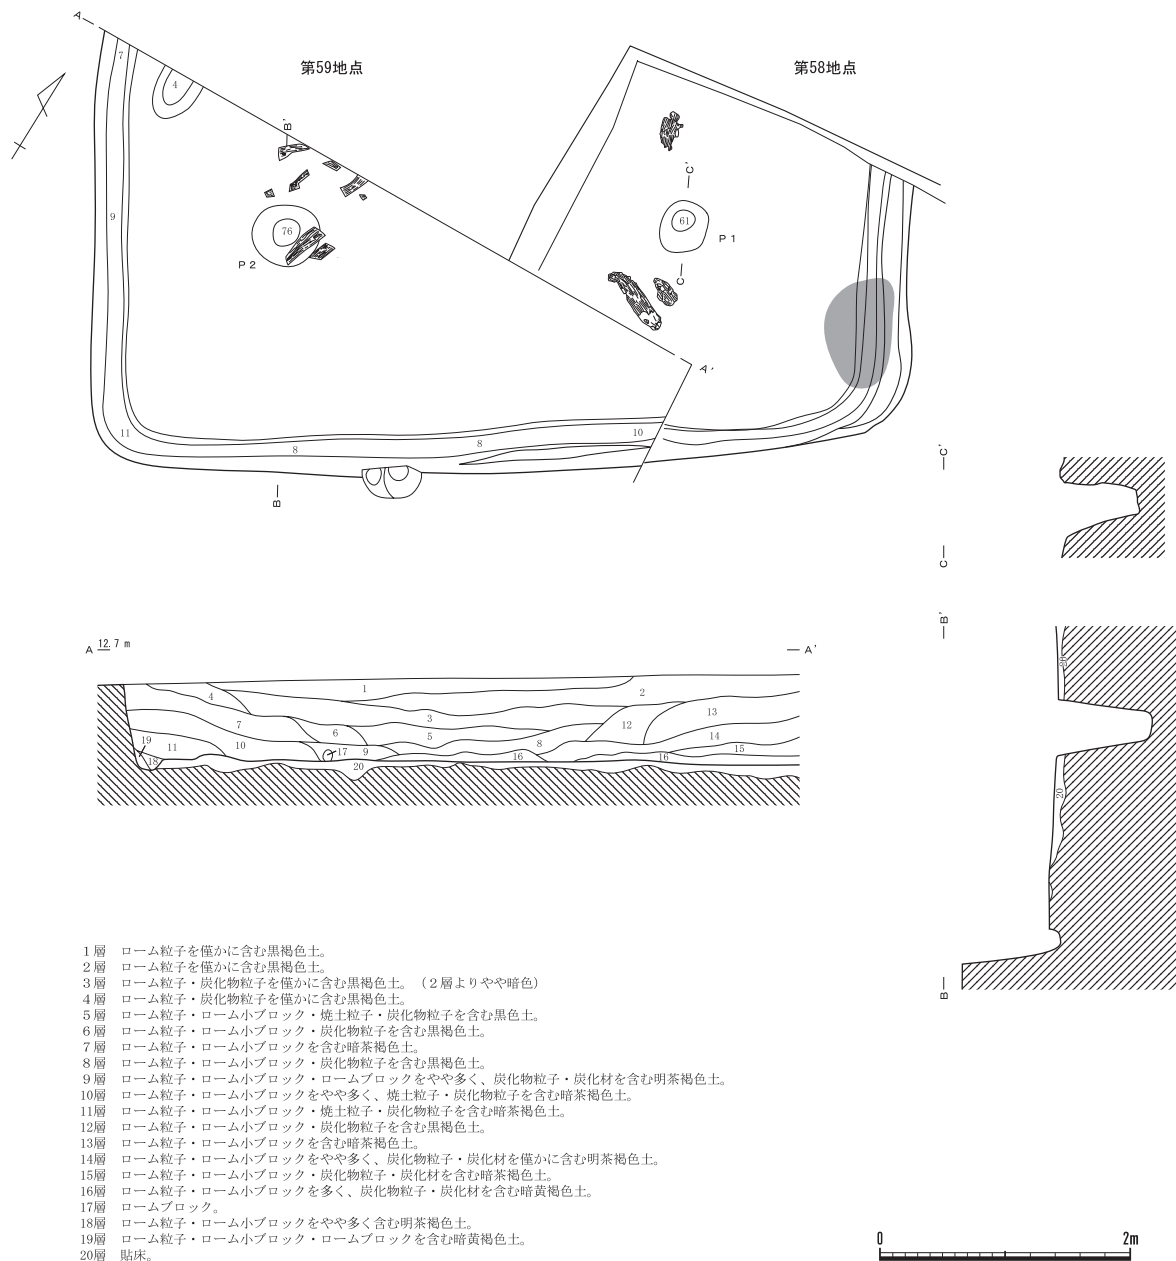 A
第59地点
第58地点
7
4
B'
C'
9
76
61
P 2
P 1
C
A'
11
8
8
10
B
C'
C
B'
A 12.7 m
A'
1
2
4
3
13
7
6
5
12
14
19
11
10
17
9
8
15
18
16
16
20
20
20
B
1層 ローム粒子を僅かに含む黒褐色土。
2層 ローム粒子を僅かに含む黒褐色土。
3層 ローム粒子・炭化物粒子を僅かに含む黒褐色土。（２層よりやや暗色）
4層 ローム粒子・炭化物粒子を僅かに含む黒褐色土。
5層 ローム粒子・ローム小ブロック・焼土粒子・炭化物粒子を含む黒色土。
6層 ローム粒子・ローム小ブロック・炭化物粒子を含む黒褐色土。
7層 ローム粒子・ローム小ブロックを含む暗茶褐色土。
8層 ローム粒子・ローム小ブロック・炭化物粒子を含む黒褐色土。
9層 ローム粒子・ローム小ブロック・ロームブロックをやや多く、炭化物粒子・炭化材を含む明茶褐色土。
10層 ローム粒子・ローム小ブロックをやや多く、焼土粒子・炭化物粒子を含む暗茶褐色土。
11層 ローム粒子・ローム小ブロック・焼土粒子・炭化物粒子を含む暗茶褐色土。
12層 ローム粒子・ローム小ブロック・炭化物粒子を含む黒褐色土。
13層 ローム粒子・ローム小ブロックを含む暗茶褐色土。
14層 ローム粒子・ローム小ブロックをやや多く、炭化物粒子・炭化材を僅かに含む明茶褐色土。
15層 ローム粒子・ローム小ブロック・炭化物粒子・炭化材を含む暗茶褐色土。
16層 ローム粒子・ローム小ブロックを多く、炭化物粒子・炭化材を含む暗黄褐色土。
17層 ロームブロック。
18層 ローム粒子・ローム小ブロックをやや多く含む明茶褐色土。
19層 ローム粒子・ローム小ブロック・ロームブロックを含む暗黄褐色土。
20層 貼床。
0 2m